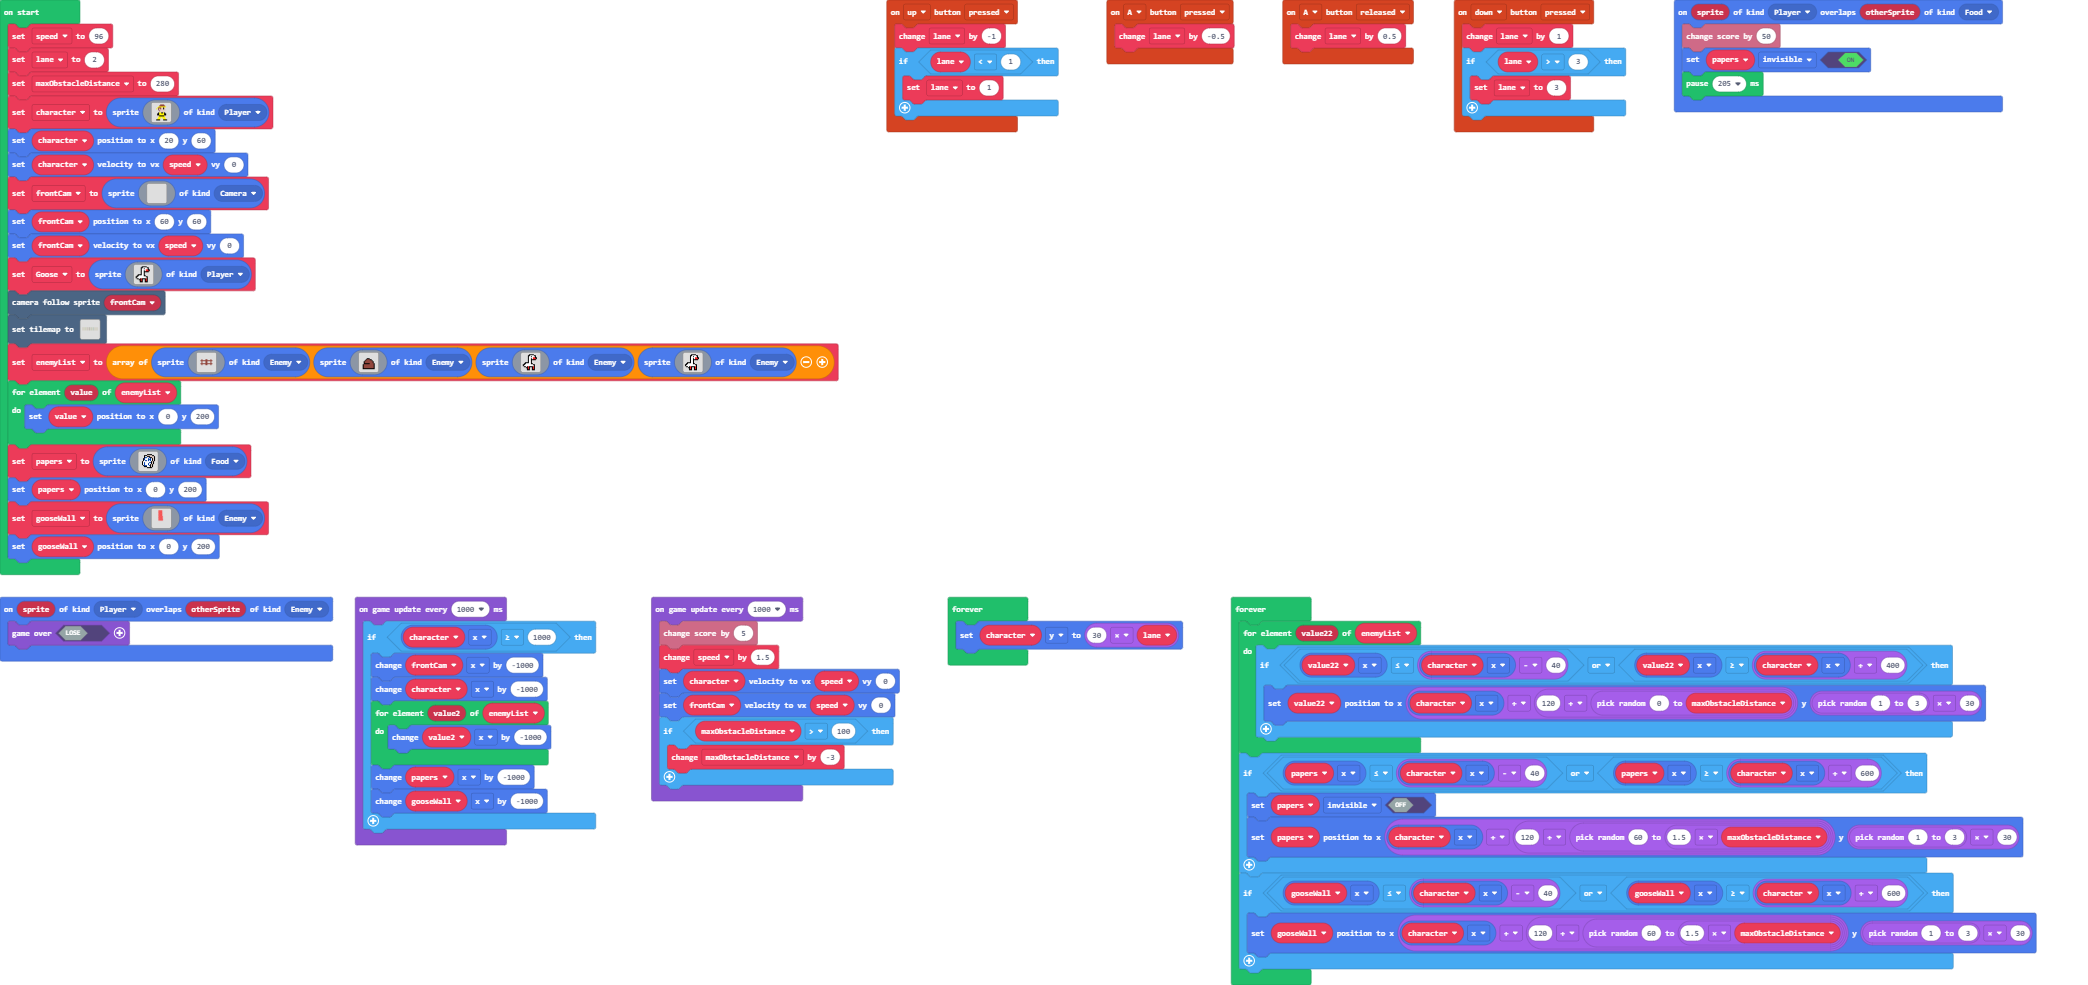 on start
set speed to 96
set lane to 2
set maxObstacleDistance to 280
set character to sprite of kind Player
set character position to x 20 y 60
set character velocity to vx speed vy 0
set frontCam to sprite of kind Camera
set frontCam position to x 60 y 60
set frontCam velocity to vx speed vy 0
set Goose to sprite of kind Player
camera follow sprite frontCam
set tilemap to
set enemyList to array of sprite of kind Enemy sprite of kind Enemy sprite of kind Enemy sprite of kind Enemy
for element value of enemyList
do
set value position to x 0 y 200
set papers to sprite of kind Food
set papers position to x 0 y 200
set gooseWall to sprite of kind Enemy
set gooseWall position to x 0 y 200
on up button pressed
change lane by -1
if lane < 1 then
set lane to 1
on A button pressed
change lane by -0.5
on A button released
change lane by 0.5
on down button pressed
change lane by 1
if lane > 3 then
set lane to 3
on sprite of kind Player overlaps otherSprite of kind Food
change score by 50
set papers invisible ON
pause 205 ms
on sprite of kind Player overlaps otherSprite of kind Enemy
game over LOSE
on game update every 1000 ms
if character x ≥ 1000 then
change frontCam x by -1000
change character x by -1000
for element value2 of enemyList
do
change value2 x by -1000
change papers x by -1000
change gooseWall x by -1000
on game update every 1000 ms
change score by 5
change speed by 1.5
set character velocity to vx speed vy 0
set frontCam velocity to vx speed vy 0
if maxObstacleDistance > 100 then
change maxObstacleDistance by -3
forever
set character y to 30 × lane
forever
for element value22 of enemyList
do
if value22 x ≤ character x - 40 or value22 x ≥ character x + 400 then
set value22 position to x character x + 120 + pick random 0 to maxObstacleDistance y pick random 1 to 3 × 30
if papers x ≤ character x - 40 or papers x ≥ character x + 600 then
set papers invisible OFF
set papers position to x character x + 120 + pick random 60 to 1.5 × maxObstacleDistance y pick random 1 to 3 × 30
if gooseWall x ≤ character x - 40 or gooseWall x ≥ character x + 600 then
set gooseWall position to x character x + 120 + pick random 60 to 1.5 × maxObstacleDistance y pick random 1 to 3 × 30